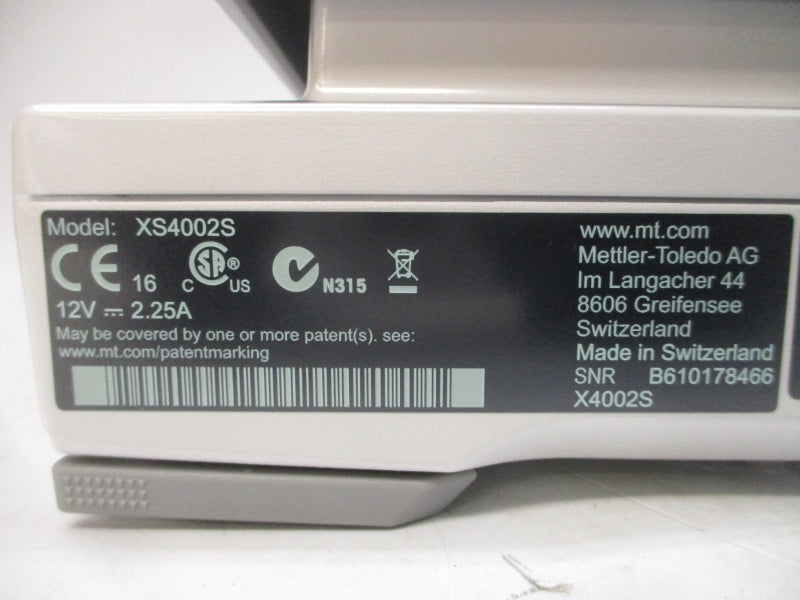 Model: XS4002S
CE 16 C SA® US N315
12V ⎓ 2.25A
May be covered by one or more patent(s). see:
www.mt.com/patentmarking
www.mt.com
Mettler-Toledo AG
Im Langacher 44
8606 Greifensee
Switzerland
Made in Switzerland
SNR B610178466
X4002S